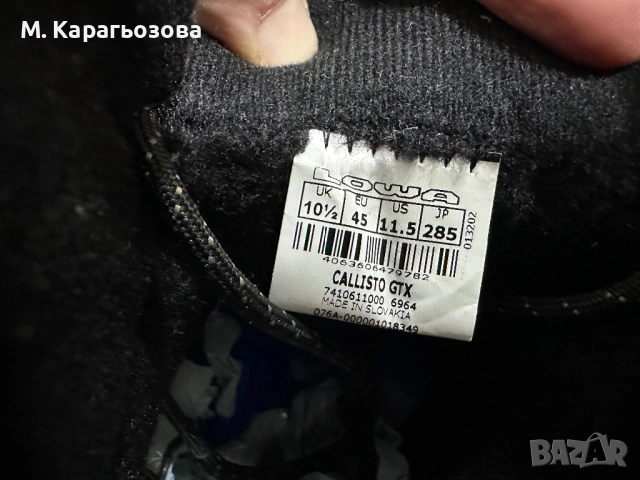 М. Карагьозова
LOWA
UK EU US JP
10½ 45 11.5 285
013202
4063606479782
CALLISTO GTX
7410611000 6964
MADE IN SLOVAKIA
076A-000001018349
BAZAR